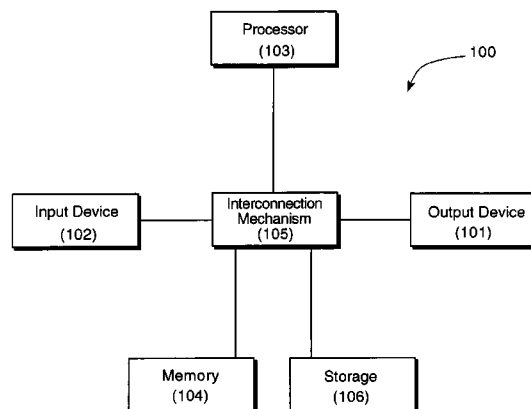 Processor
(103)
100
Input Device
(102)
Interconnection
Mechanism
(105)
Output Device
(101)
Memory
(104)
Storage
(106)